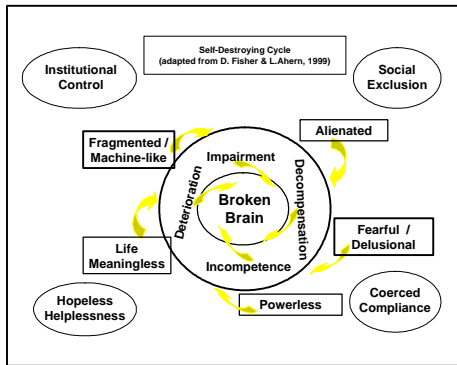 Self-Destroying Cycle
(adapted from D. Fisher & L.Ahern, 1999)
Institutional
Control
Social
Exclusion
Fragmented /
Machine-like
Alienated
Impairment
Deterioration
Decompensation
Broken
Brain
Incompetence
Life
Meaningless
Fearful /
Delusional
Powerless
Hopeless
Helplessness
Coerced
Compliance